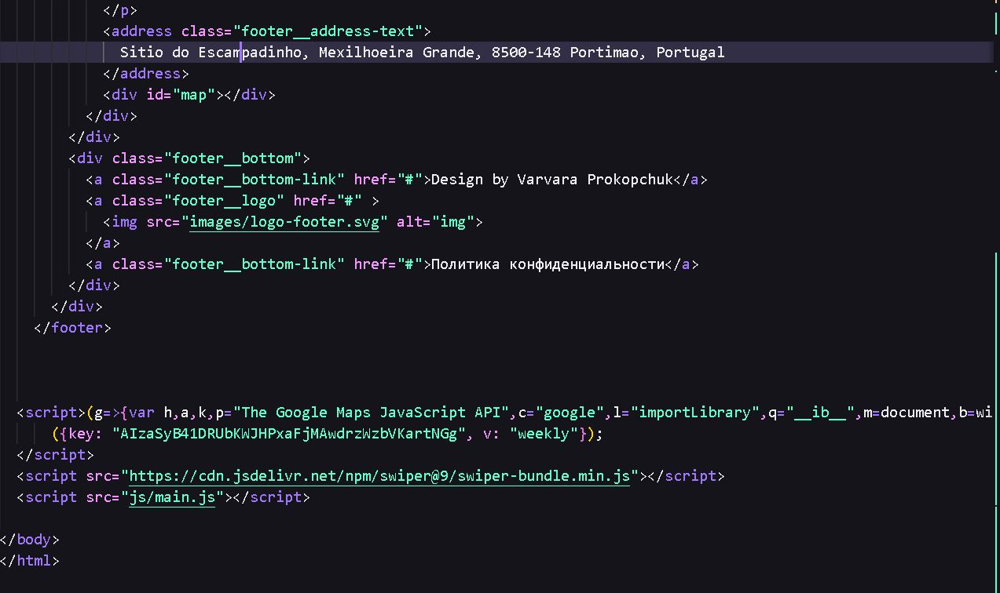 </p>
<address class="footer__address-text">
Sitio do Escampadinho, Mexilhoeira Grande, 8500-148 Portimao, Portugal
</address>
<div id="map"></div>
</div>
</div>
<div class="footer__bottom">
<a class="footer__bottom-link" href="#">Design by Varvara Prokopchuk</a>
<a class="footer__logo" href="#" >
<img src="images/logo-footer.svg" alt="img">
</a>
<a class="footer__bottom-link" href="#">Политика конфиденциальности</a>
</div>
</div>
</footer>
<script>(g=>{var h,a,k,p="The Google Maps JavaScript API",c="google",l="importLibrary",q="__ib__",m=document,b=wi
({key: "AIzaSyB41DRUbKWJHPxaFjMAwdrzWzbVKartNGg", v: "weekly"});
</script>
<script src="https://cdn.jsdelivr.net/npm/swiper@9/swiper-bundle.min.js"></script>
<script src="js/main.js"></script>
</body>
</html>